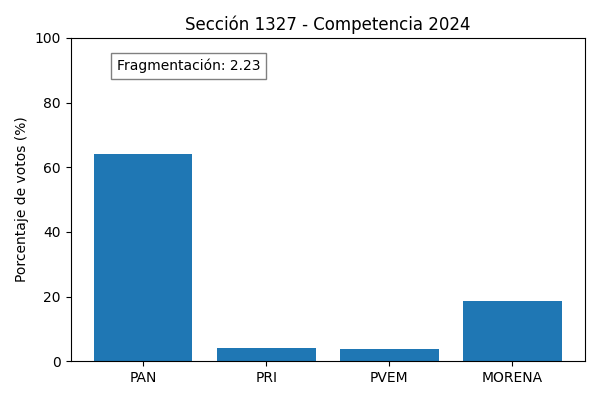 Sección 1327 - Competencia 2024
Fragmentación: 2.23
Porcentaje de votos (%)
100
80
60
40
20
0
PAN PRI PVEM MORENA